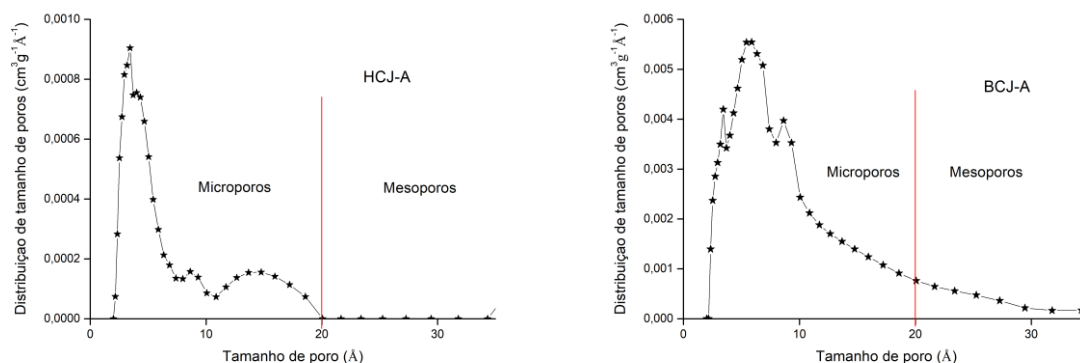 0,0010
0,0008
0,0006
0,0004
0,0002
0,0000
Distribuiçao de tamanho de poros (cm³g⁻¹Å⁻¹)
HCJ-A
Microporos
Mesoporos
0
10
20
30
Tamanho de poro (Å)
0,006
0,005
0,004
0,003
0,002
0,001
0,000
Distribuiçao de tamanho de poros (cm³g⁻¹Å⁻¹)
BCJ-A
Microporos
Mesoporos
0
10
20
30
Tamanho de poro (Å)